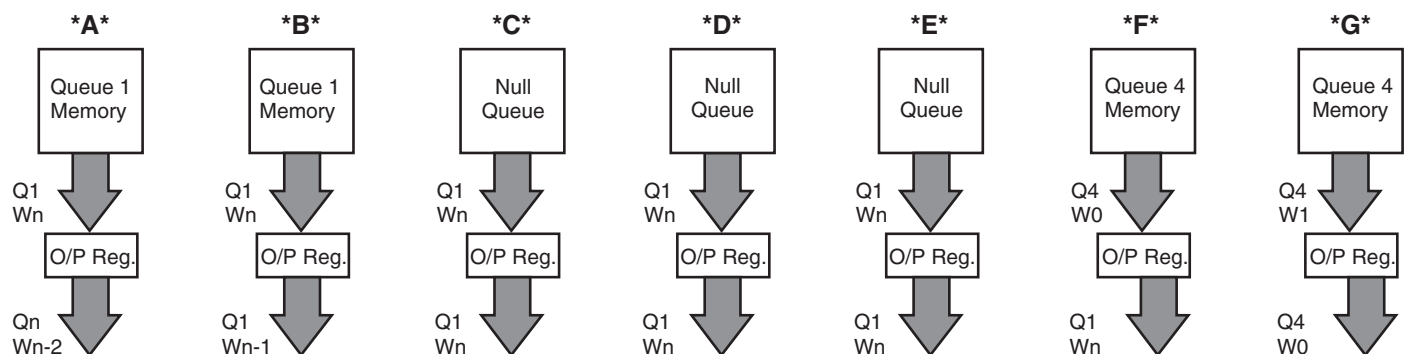 *A* *B* *C* *D* *E* *F* *G*
Queue 1 Queue 1 Null Null Null Queue 4 Queue 4
Memory Memory Queue Queue Queue Memory Memory
Q1 Q1 Q1 Q1 Q1 Q4 Q4
Wn Wn Wn Wn Wn W0 W1
O/P Reg. O/P Reg. O/P Reg. O/P Reg. O/P Reg. O/P Reg. O/P Reg.
Qn Q1 Q1 Q1 Q1 Q1 Q4
Wn-2 Wn-1 Wn Wn Wn Wn W0